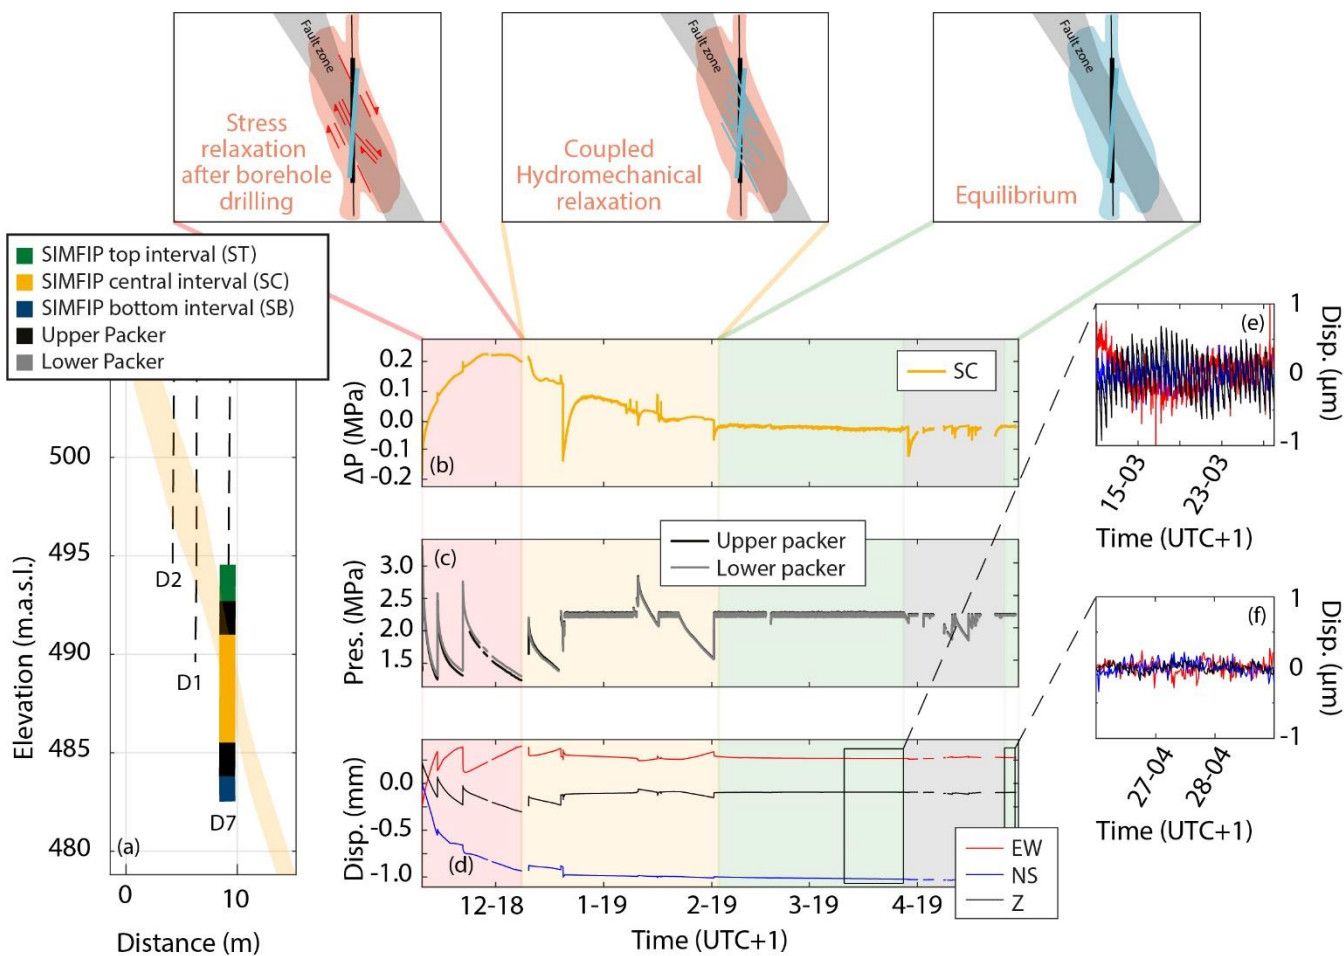 Fault zone
Stress
relaxation
after borehole
drilling
Fault zone
Coupled
Hydromechanical
relaxation
Fault zone
Equilibrium
SIMFIP top interval (ST)
SIMFIP central interval (SC)
SIMFIP bottom interval (SB)
Upper Packer
Lower Packer
500
495
490
485
480
Elevation (m.a.s.l.)
D2
D1
D7
(a)
0
10
Distance (m)
0.2
0.1
0.0
-0.1
-0.2
ΔP (MPa)
(b)
SC
3.0
2.5
2.0
1.5
Pres. (MPa)
(c)
Upper packer
Lower packer
0.0
-0.5
-1.0
Disp. (mm)
(d)
EW
NS
Z
12-18
1-19
2-19
3-19
4-19
Time (UTC+1)
(e)
1
0
-1
Disp. (μm)
15-03
23-03
Time (UTC+1)
(f)
1
0
-1
Disp. (μm)
27-04
28-04
Time (UTC+1)